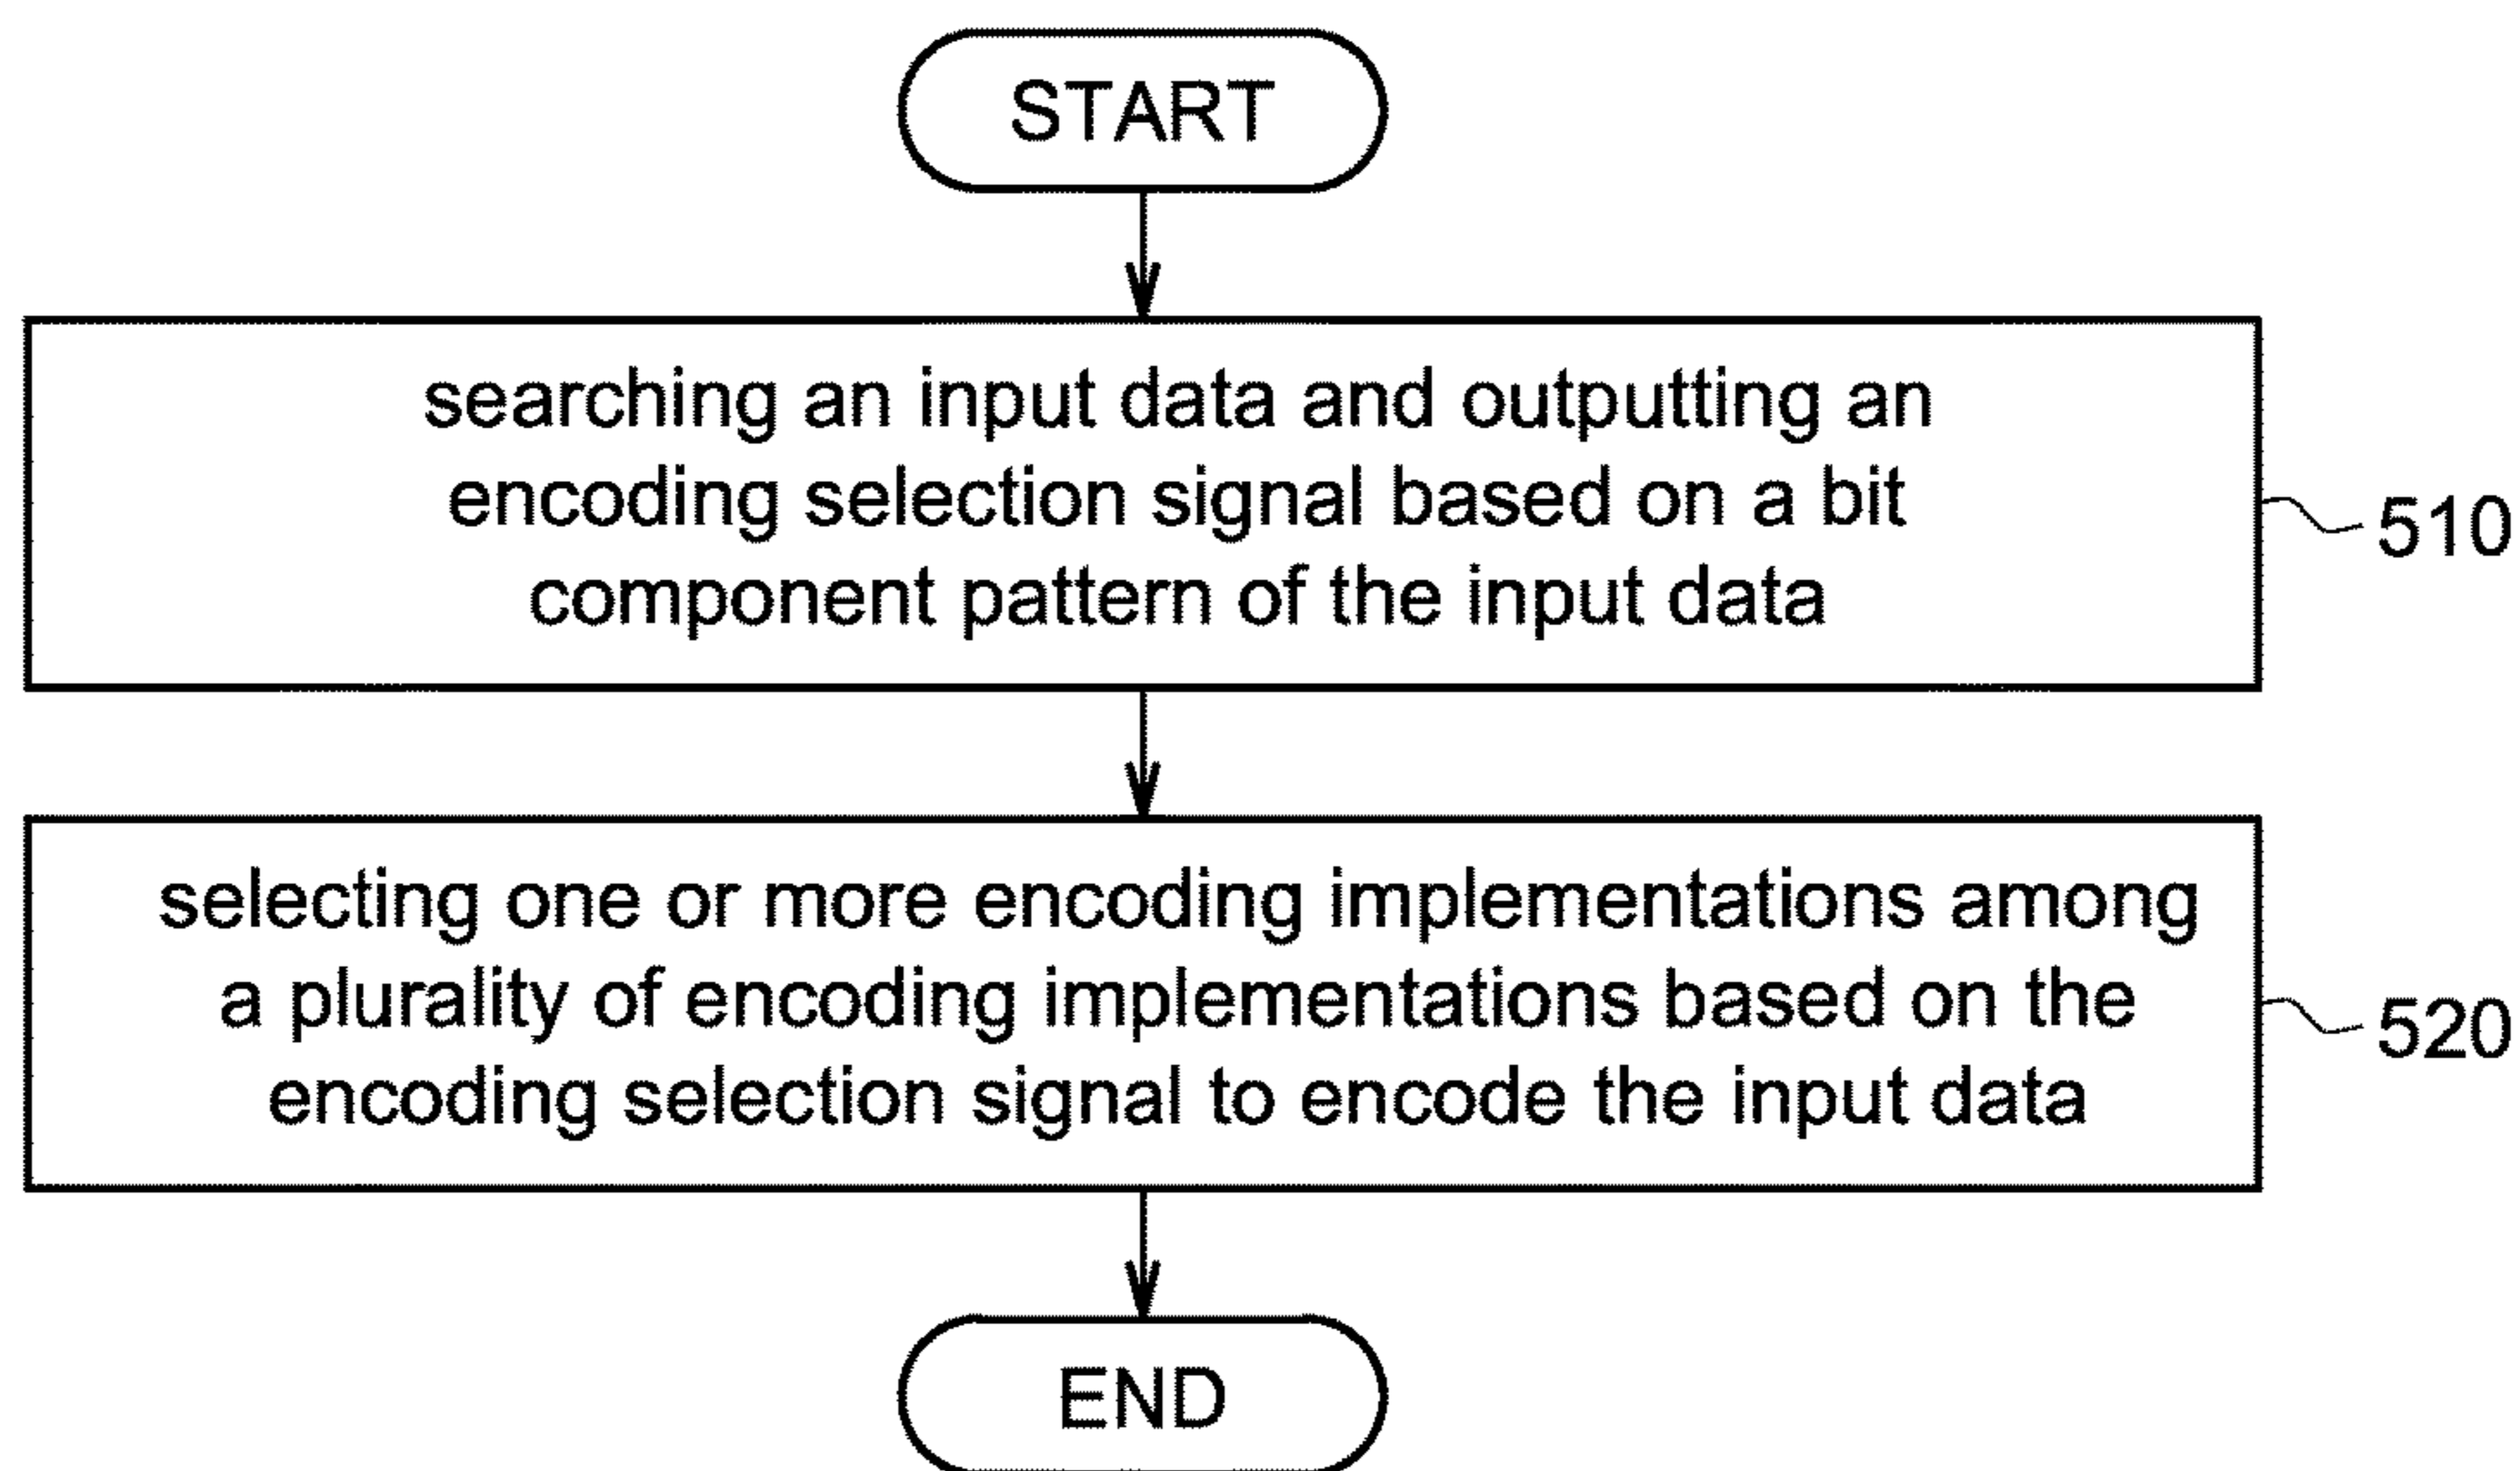 START
searching an input data and outputting an
encoding selection signal based on a bit
component pattern of the input data
510
selecting one or more encoding implementations among
a plurality of encoding implementations based on the
encoding selection signal to encode the input data
520
END